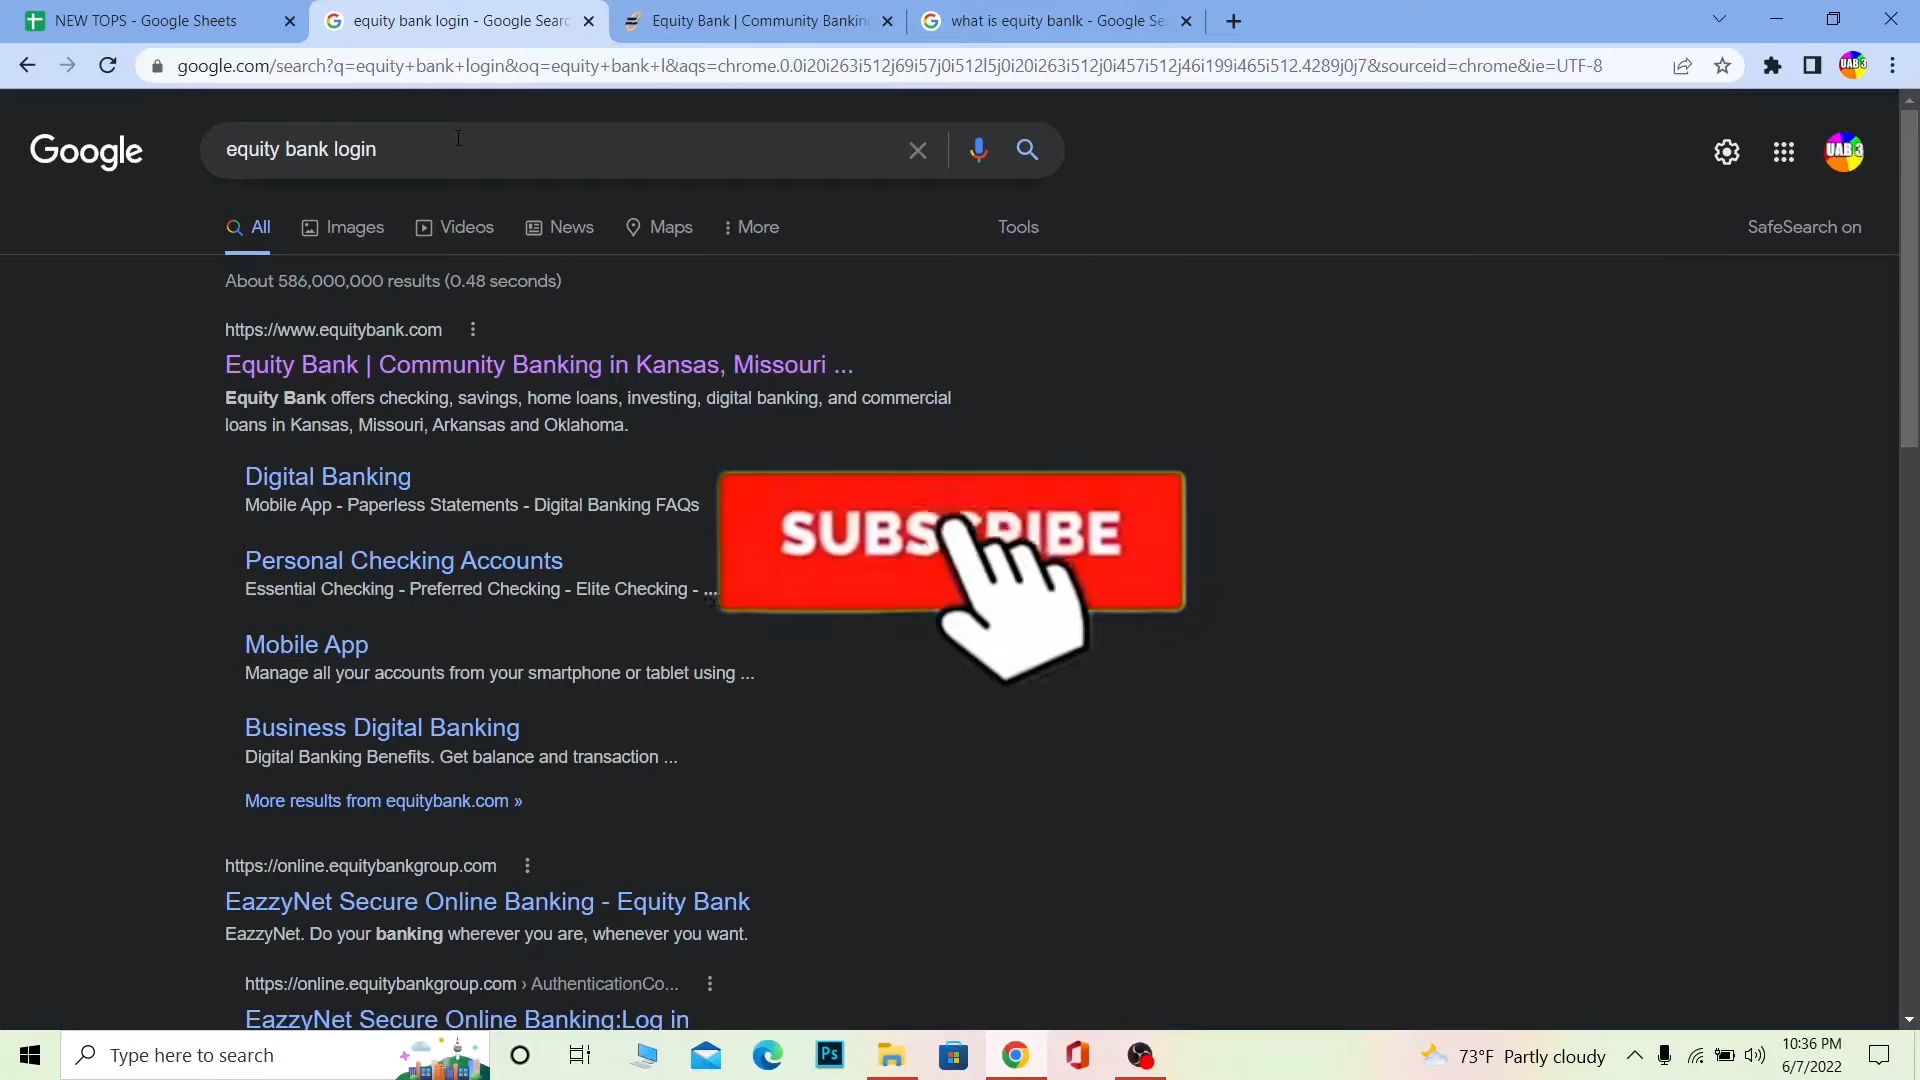 NEW TOPS - Google Sheets
equity bank login - Google Searc
Equity Bank | Community Banking
what is equity banlk - Google Se
google.com/search?q=equity+bank+login&oq=equity+bank+l&aqs=chrome.0.0i20i263i512j69i57j0i512l5j0i20i263i512j0i457i512j46i199i465i512.4289j0j7&sourceid=chrome&ie=UTF-8
UAB 3
Google
equity bank login
UAB 3
All
Images
Videos
News
Maps
More
Tools
SafeSearch on
About 586,000,000 results (0.48 seconds)
https://www.equitybank.com
Equity Bank | Community Banking in Kansas, Missouri ...
Equity Bank offers checking, savings, home loans, investing, digital banking, and commercial
loans in Kansas, Missouri, Arkansas and Oklahoma.
Digital Banking
Mobile App - Paperless Statements - Digital Banking FAQs
SUBSCRIBE
Personal Checking Accounts
Essential Checking - Preferred Checking - Elite Checking - ...
Mobile App
Manage all your accounts from your smartphone or tablet using ...
Business Digital Banking
Digital Banking Benefits. Get balance and transaction ...
More results from equitybank.com »
https://online.equitybankgroup.com
EazzyNet Secure Online Banking - Equity Bank
EazzyNet. Do your banking wherever you are, whenever you want.
https://online.equitybankgroup.com › AuthenticationCo...
EazzyNet Secure Online Banking:Log in
Type here to search
Ps
73°F Partly cloudy
10:36 PM
6/7/2022